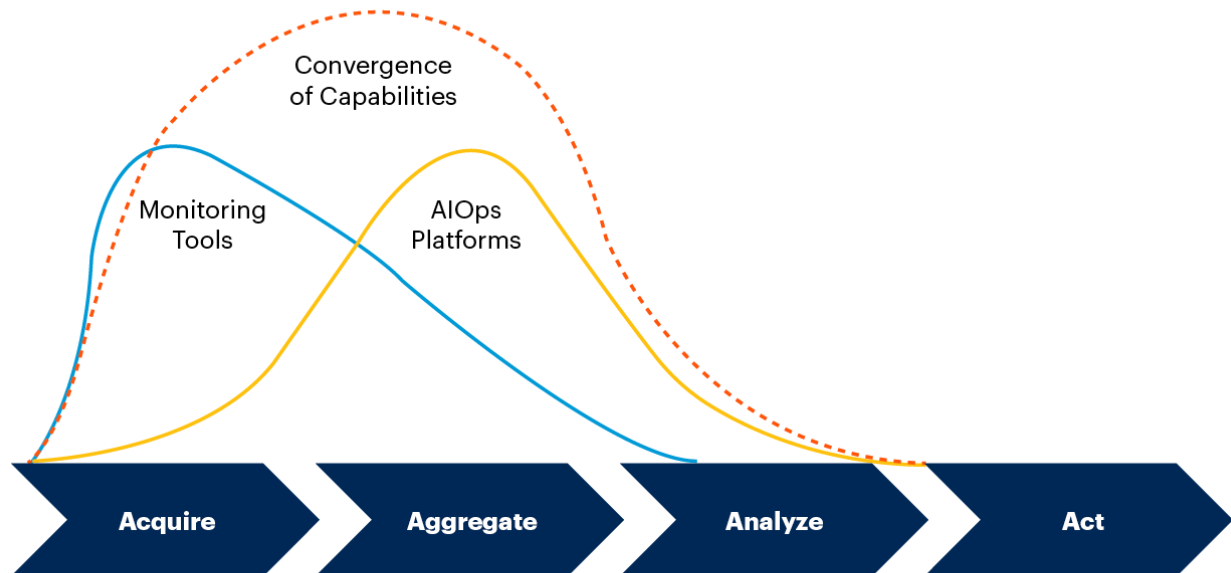 Convergence
of Capabilities
Monitoring
Tools
AIOps
Platforms
Acquire
Aggregate
Analyze
Act